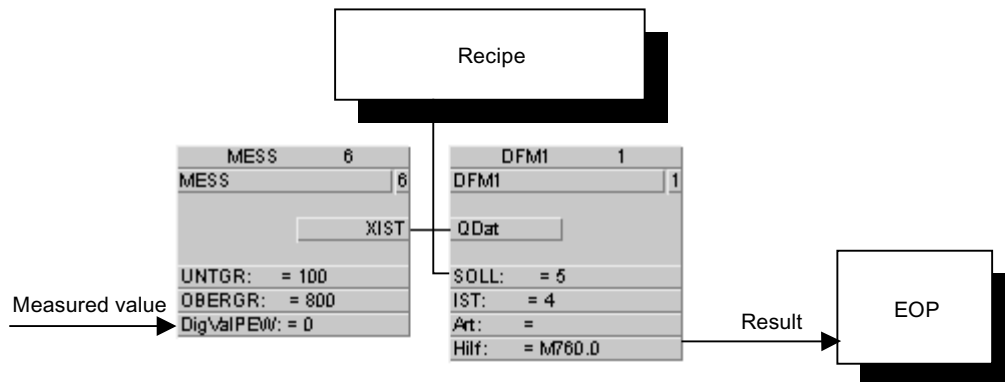 Recipe
MESS 6
MESS 6
XIST
UNTGR: = 100
OBERGR: = 800
DigValPEW: = 0
Measured value
DFM1 1
DFM1 1
QDat
SOLL: = 5
IST: = 4
Art: =
Hilf: = M760.0
Result
EOP